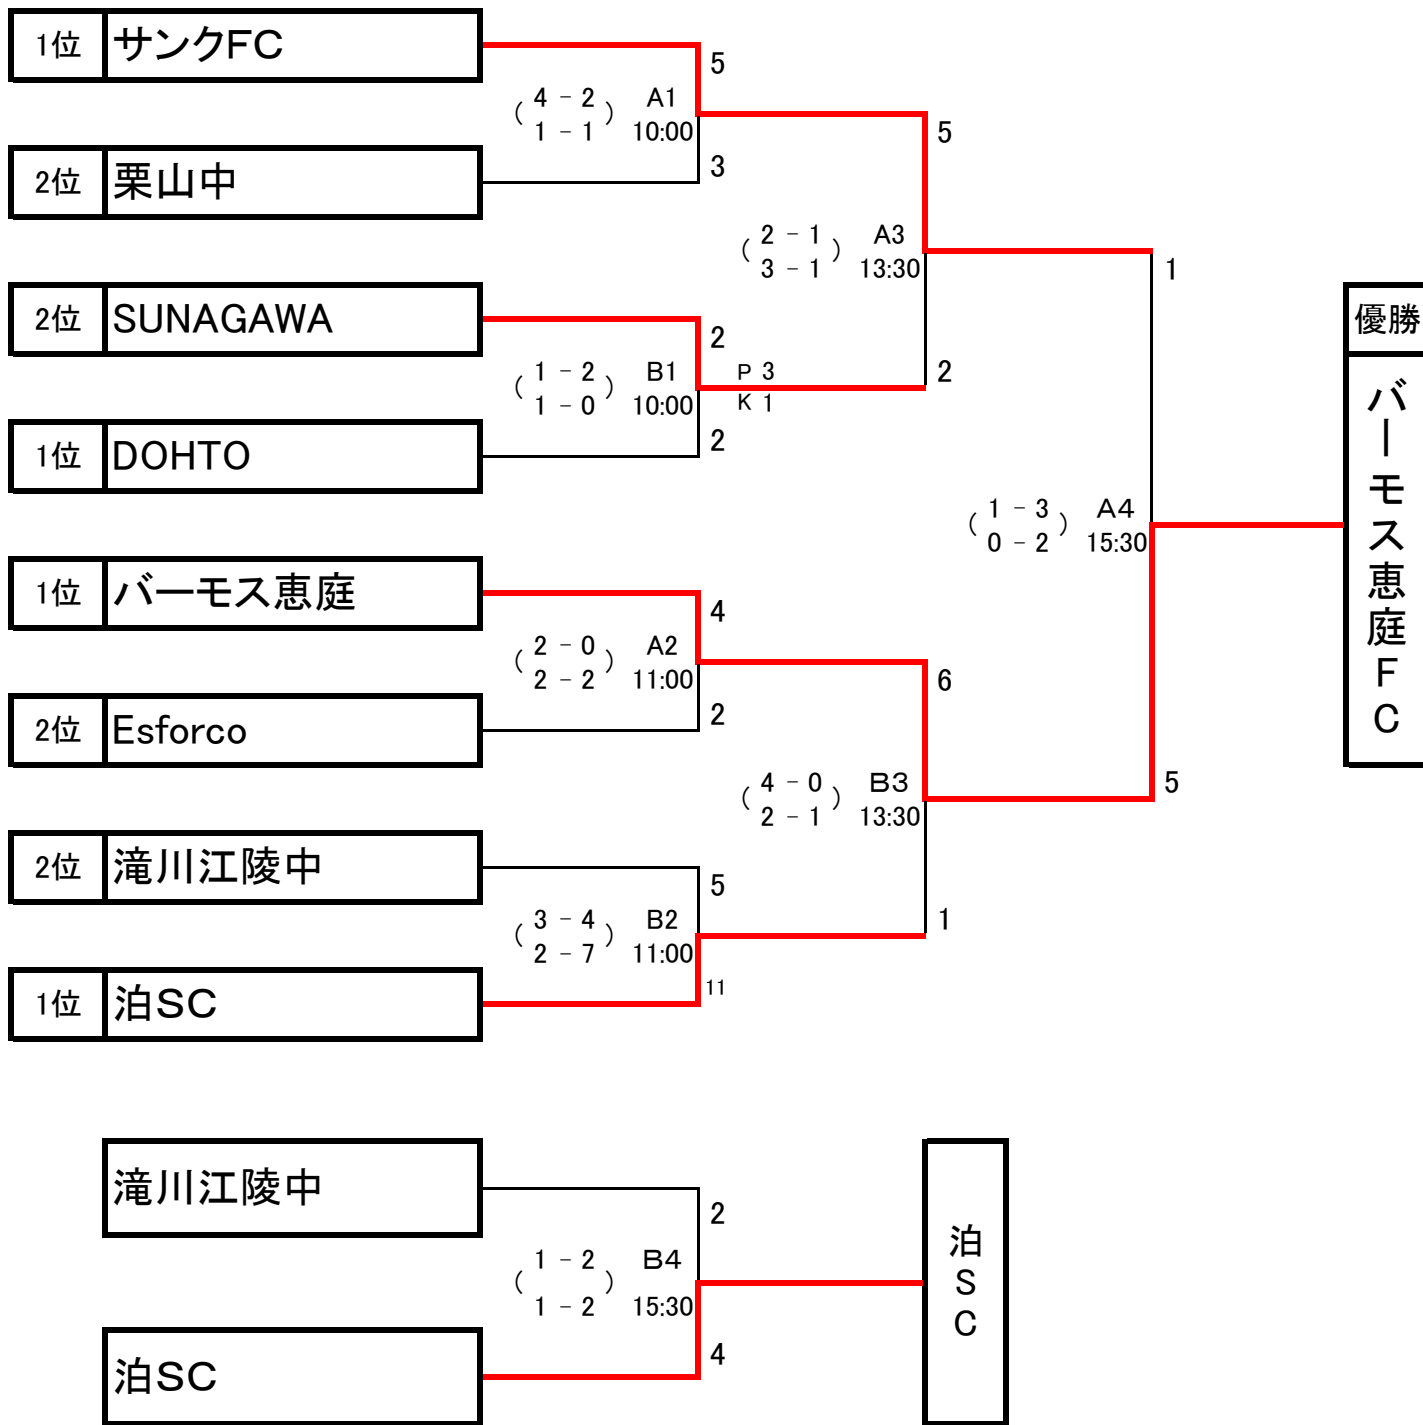 1位 サンクFC
5
( 4 - 2 ) A1
1 - 1 10:00
5
3
2位 栗山中
( 2 - 1 ) A3
3 - 1 13:30
1
2位 SUNAGAWA
2
( 1 - 2 ) B1
1 - 0 10:00
P 3
K 1
2
2
1位 DOHTO
優勝
バーモス恵庭FC
( 1 - 3 ) A4
0 - 2 15:30
1位 バーモス恵庭
4
( 2 - 0 ) A2
2 - 2 11:00
6
2
2位 Esforco
( 4 - 0 ) B3
2 - 1 13:30
5
2位 滝川江陵中
5
( 3 - 4 ) B2
2 - 7 11:00
1
11
1位 泊SC
滝川江陵中
2
( 1 - 2 ) B4
1 - 2 15:30
泊SC
4
泊SC